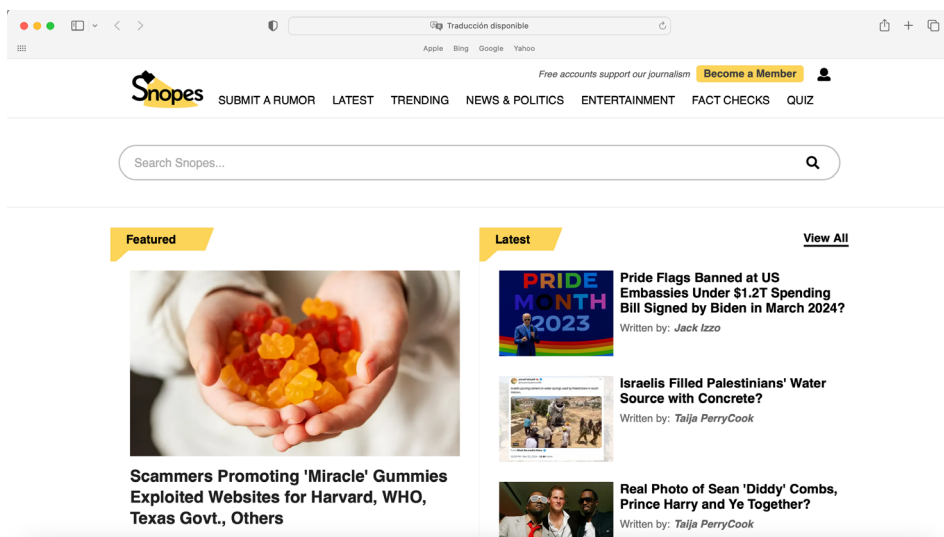 Traducción disponible
Apple Bing Google Yahoo
Free accounts support our journalism Become a Member
Snopes
SUBMIT A RUMOR LATEST TRENDING NEWS & POLITICS ENTERTAINMENT FACT CHECKS QUIZ
Search Snopes...
Featured
Scammers Promoting 'Miracle' Gummies
Exploited Websites for Harvard, WHO,
Texas Govt., Others
Latest
View All
PRIDE
MONTH
2023
Pride Flags Banned at US
Embassies Under $1.2T Spending
Bill Signed by Biden in March 2024?
Written by: Jack Izzo
Israelis Filled Palestinians' Water
Source with Concrete?
Written by: Taija PerryCook
Real Photo of Sean 'Diddy' Combs,
Prince Harry and Ye Together?
Written by: Taija PerryCook